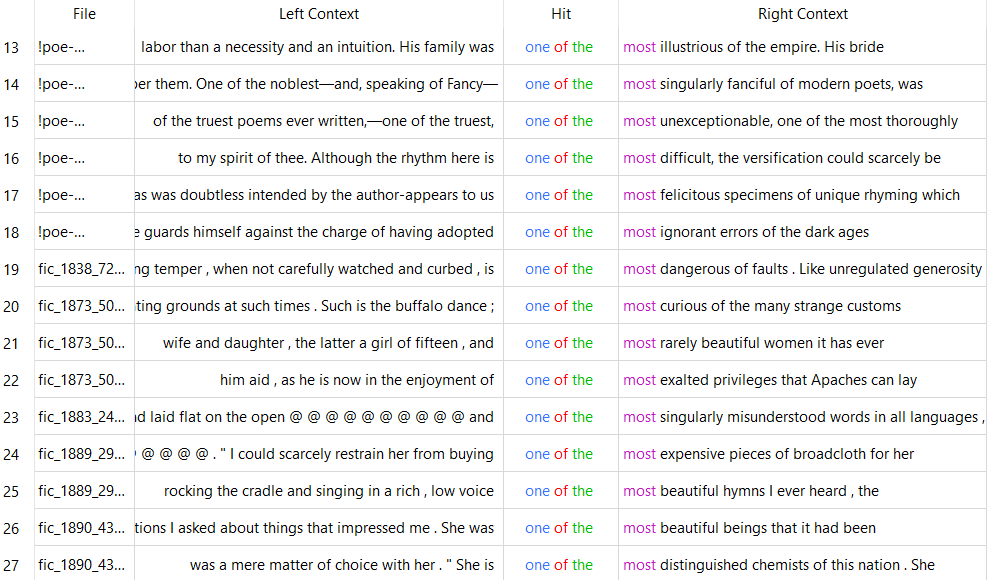 File Left Context Hit Right Context
13 !poe-... labor than a necessity and an intuition. His family was one of the most illustrious of the empire. His bride
14 !poe-... per them. One of the noblest—and, speaking of Fancy— one of the most singularly fanciful of modern poets, was
15 !poe-... of the truest poems ever written,—one of the truest, one of the most unexceptionable, one of the most thoroughly
16 !poe-... to my spirit of thee. Although the rhythm here is one of the most difficult, the versification could scarcely be
17 !poe-... as was doubtless intended by the author-appears to us one of the most felicitous specimens of unique rhyming which
18 !poe-... e guards himself against the charge of having adopted one of the most ignorant errors of the dark ages
19 fic_1838_72... ng temper , when not carefully watched and curbed , is one of the most dangerous of faults . Like unregulated generosity
20 fic_1873_50... ting grounds at such times . Such is the buffalo dance ; one of the most curious of the many strange customs
21 fic_1873_50... wife and daughter , the latter a girl of fifteen , and one of the most rarely beautiful women it has ever
22 fic_1873_50... him aid , as he is now in the enjoyment of one of the most exalted privileges that Apaches can lay
23 fic_1883_24... nd laid flat on the open @ @ @ @ @ @ @ @ @ @ and one of the most singularly misunderstood words in all languages ,
24 fic_1889_29... @ @ @ @ . " I could scarcely restrain her from buying one of the most expensive pieces of broadcloth for her
25 fic_1889_29... rocking the cradle and singing in a rich , low voice one of the most beautiful hymns I ever heard , the
26 fic_1890_43... tions I asked about things that impressed me . She was one of the most beautiful beings that it had been
27 fic_1890_43... was a mere matter of choice with her . " She is one of the most distinguished chemists of this nation . She